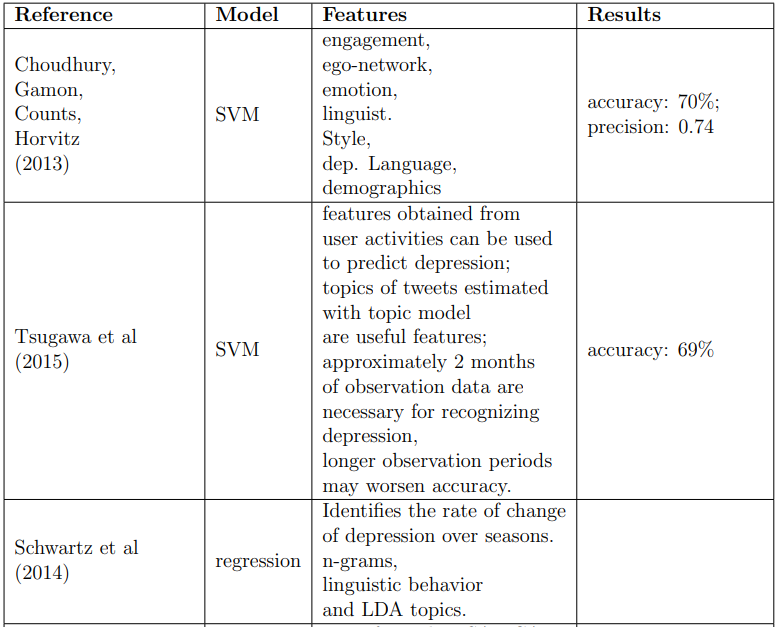 Reference Model Features Results
Choudhury,
Gamon,
Counts,
Horvitz
(2013)
SVM
engagement,
ego-network,
emotion,
linguist.
Style,
dep. Language,
demographics
accuracy: 70%;
precision: 0.74
Tsugawa et al
(2015)
SVM
features obtained from
user activities can be used
to predict depression;
topics of tweets estimated
with topic model
are useful features;
approximately 2 months
of observation data are
necessary for recognizing
depression,
longer observation periods
may worsen accuracy.
accuracy: 69%
Schwartz et al
(2014)
regression
Identifies the rate of change
of depression over seasons.
n-grams,
linguistic behavior
and LDA topics.